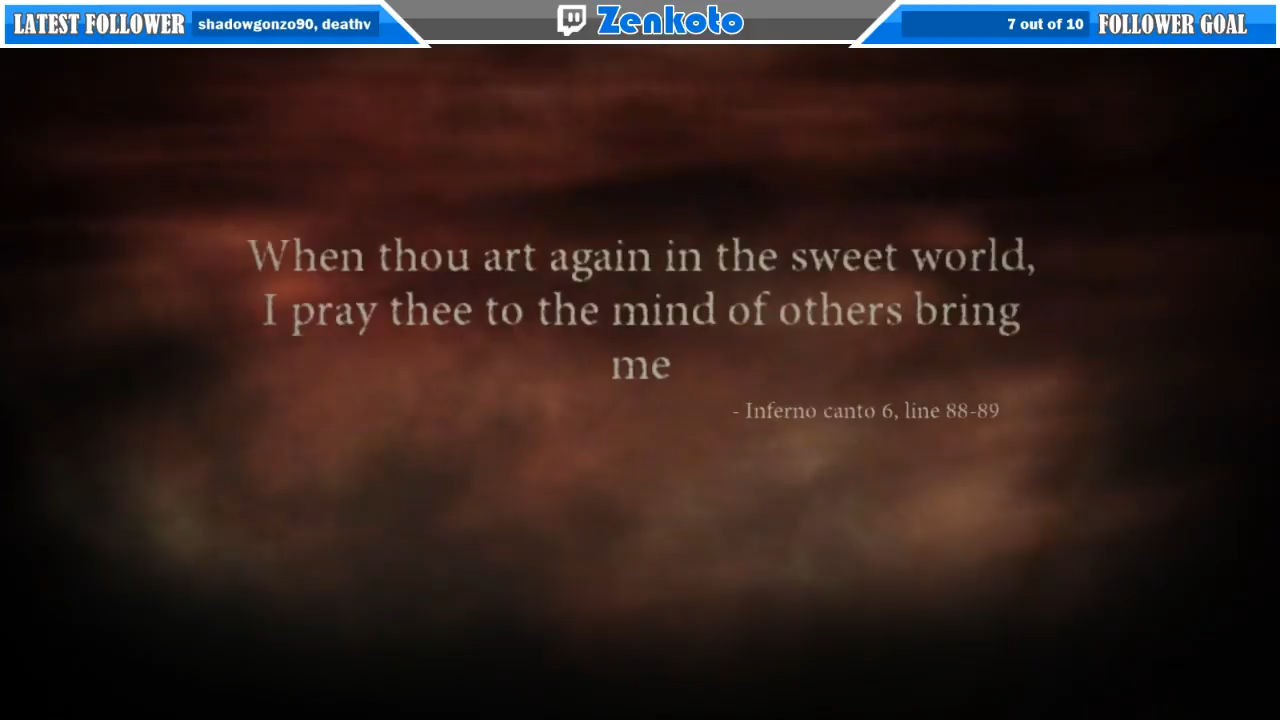 LATEST FOLLOWER shadowgonzo90, deathv Zenkoto 7 out of 10 FOLLOWER GOAL
When thou art again in the sweet world,
I pray thee to the mind of others bring
me
- Inferno canto 6, line 88-89